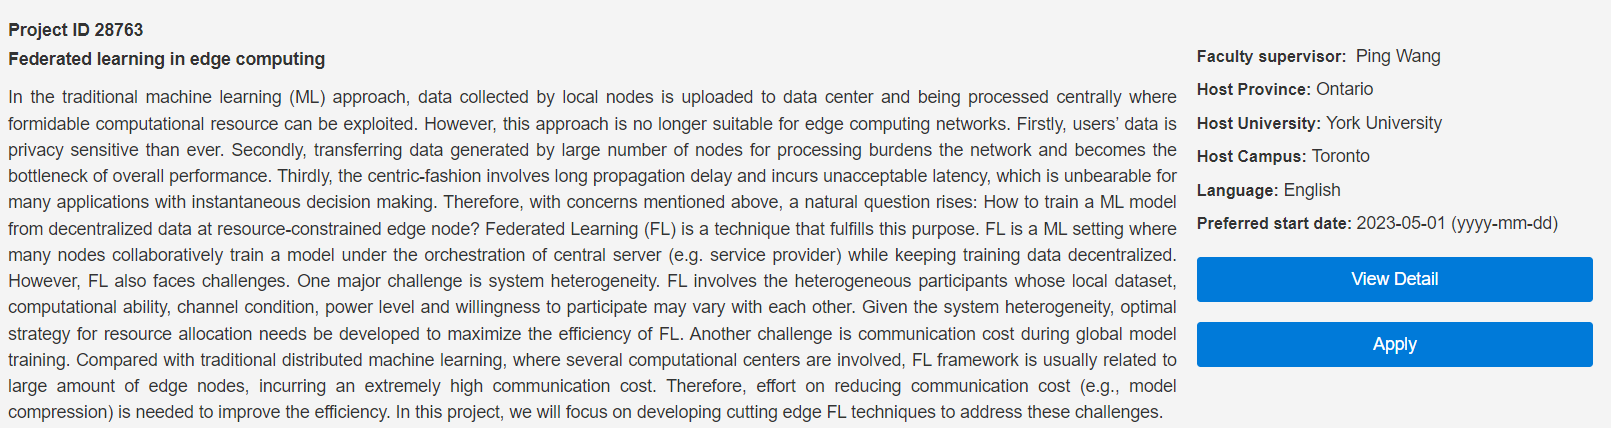 Project ID 28763
Federated learning in edge computing
In the traditional machine learning (ML) approach, data collected by local nodes is uploaded to data center and being processed centrally where
formidable computational resource can be exploited. However, this approach is no longer suitable for edge computing networks. Firstly, users’ data is
privacy sensitive than ever. Secondly, transferring data generated by large number of nodes for processing burdens the network and becomes the
bottleneck of overall performance. Thirdly, the centric-fashion involves long propagation delay and incurs unacceptable latency, which is unbearable for
many applications with instantaneous decision making. Therefore, with concerns mentioned above, a natural question rises: How to train a ML model
from decentralized data at resource-constrained edge node? Federated Learning (FL) is a technique that fulfills this purpose. FL is a ML setting where
many nodes collaboratively train a model under the orchestration of central server (e.g. service provider) while keeping training data decentralized.
However, FL also faces challenges. One major challenge is system heterogeneity. FL involves the heterogeneous participants whose local dataset,
computational ability, channel condition, power level and willingness to participate may vary with each other. Given the system heterogeneity, optimal
strategy for resource allocation needs be developed to maximize the efficiency of FL. Another challenge is communication cost during global model
training. Compared with traditional distributed machine learning, where several computational centers are involved, FL framework is usually related to
large amount of edge nodes, incurring an extremely high communication cost. Therefore, effort on reducing communication cost (e.g., model
compression) is needed to improve the efficiency. In this project, we will focus on developing cutting edge FL techniques to address these challenges.
Faculty supervisor: Ping Wang
Host Province: Ontario
Host University: York University
Host Campus: Toronto
Language: English
Preferred start date: 2023-05-01 (yyyy-mm-dd)
View Detail
Apply